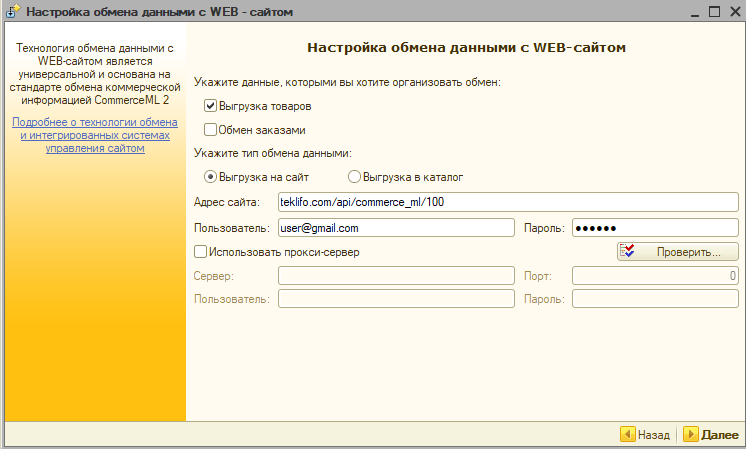 Настройка обмена данными с WEB - сайтом
Технология обмена данными с
WEB-сайтом является
универсальной и основана на
стандарте обмена коммерческой
информацией CommerceML 2
Подробнее о технологии обмена
и интегрированных системах
управления сайтом
Настройка обмена данными с WEB-сайтом
Укажите данные, которыми вы хотите организовать обмен:
Выгрузка товаров
Обмен заказами
Укажите тип обмена данными:
Выгрузка на сайт Выгрузка в каталог
Адрес сайта: teklifo.com/api/commerce_ml/100
Пользователь: user@gmail.com Пароль: ●●●●●●
Использовать прокси-сервер Проверить...
Сервер: Порт: 0
Пользователь: Пароль:
Назад Далее